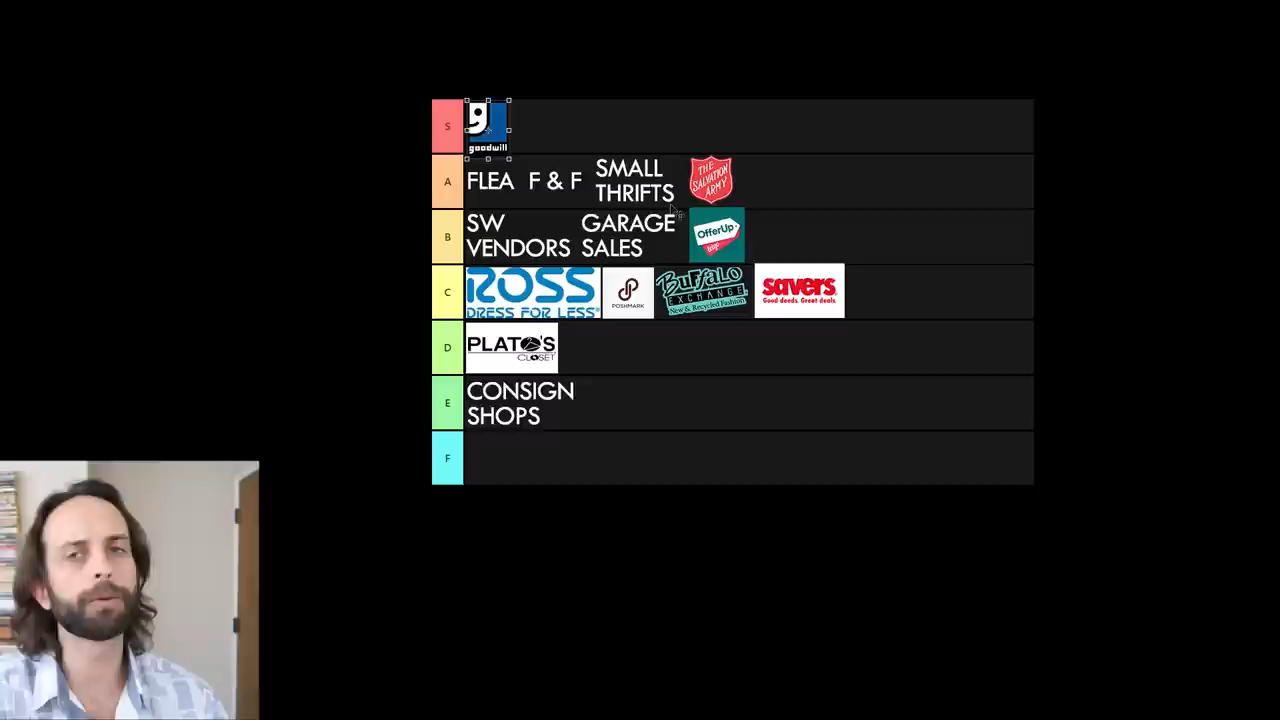 S
goodwill
A
FLEA F & F SMALL
THRIFTS
THE
SALVATION
ARMY
B
SW
VENDORS
GARAGE
SALES
OfferUp
C
ROSS
DRESS FOR LESS®
POSHMARK
BUFFALO
EXCHANGE
New & Recycled Fashion
savers
Good deeds. Great deals.
D
PLATO'S
CLOSET
E
CONSIGN
SHOPS
F